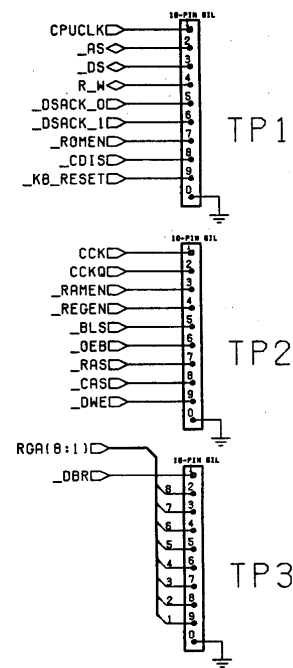 10-PIN SIL
CPUCLK 1
_AS 2
_DS 3
R_W 4
_DSACK_0 5
_DSACK_1 6
_ROMEN 7
_CDIS 8
_KB_RESET 9
0
TP1
10-PIN SIL
CCK 1
CCKQ 2
_RAMEN 3
_REGEN 4
_BLS 5
_OEB 6
_RAS 7
_CAS 8
_DWE 9
0
TP2
RGA(8:1)
10-PIN SIL
_DBR 1
8 2
7 3
6 4
5 5
4 6
3 7
2 8
1 9
0
TP3